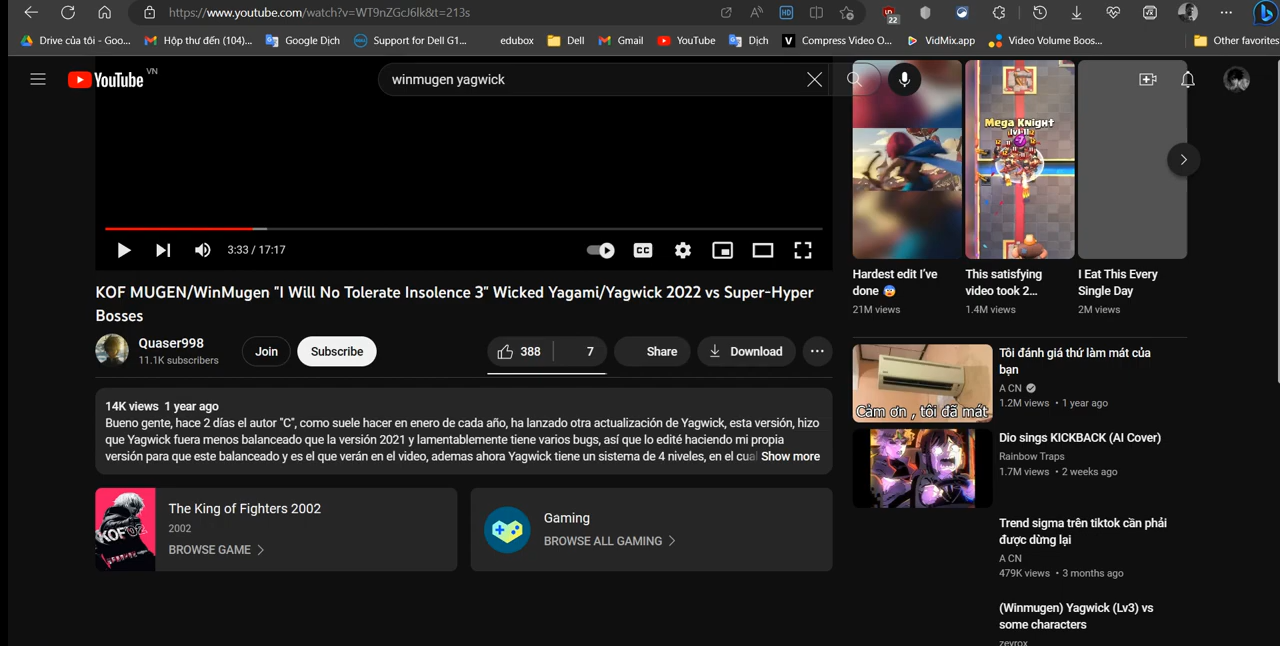 https://www.youtube.com/watch?v=WT9nZGcJ6lk&t=213s
HD
22
Drive của tôi - Goo...
Hộp thư đến (104)...
Google Dịch
Support for Dell G1...
edubox
Dell
Gmail
YouTube
Dịch
V
Compress Video O...
VidMix.app
Video Volume Boos...
Other favorites
YouTube VN
winmugen yagwick
3:33 / 17:17
CC
KOF MUGEN/WinMugen "I Will No Tolerate Insolence 3" Wicked Yagami/Yagwick 2022 vs Super-Hyper
Bosses
Quaser998
11.1K subscribers
Join
Subscribe
388
7
Share
Download
14K views 1 year ago
Bueno gente, hace 2 días el autor "C", como suele hacer en enero de cada año, ha lanzado otra actualización de Yagwick, esta versión, hizo
que Yagwick fuera menos balanceado que la versión 2021 y lamentablemente tiene varios bugs, así que lo edité haciendo mi propia
versión para que este balanceado y es el que verán en el video, ademas ahora Yagwick tiene un sistema de 4 niveles, en el cual Show more
KOF02
The King of Fighters 2002
2002
BROWSE GAME
Gaming
BROWSE ALL GAMING
Mega Knight
lvl-11
Hardest edit I've
done 😨
21M views
This satisfying
video took 2...
1.4M views
I Eat This Every
Single Day
2M views
Cảm ơn , tôi đã mát
Tôi đánh giá thứ làm mát của
bạn
A CN
1.2M views • 1 year ago
Dio sings KICKBACK (AI Cover)
Rainbow Traps
1.7M views • 2 weeks ago
Trend sigma trên tiktok cần phải
được dừng lại
A CN
479K views • 3 months ago
(Winmugen) Yagwick (Lv3) vs
some characters
zeyrox